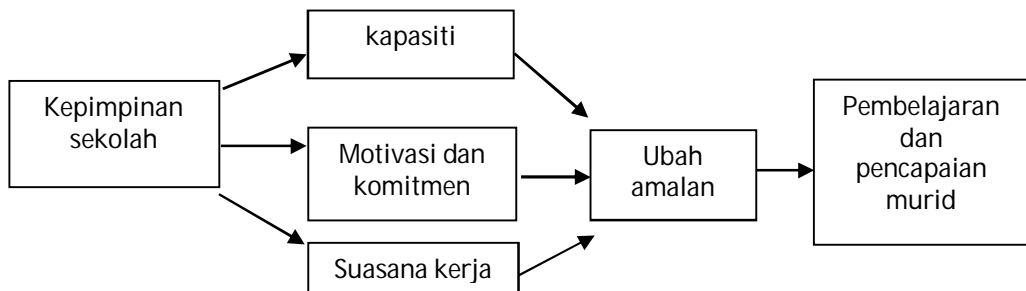 Kepimpinan
sekolah
kapasiti
Motivasi dan
komitmen
Suasana kerja
Ubah
amalan
Pembelajaran
dan
pencapaian
murid